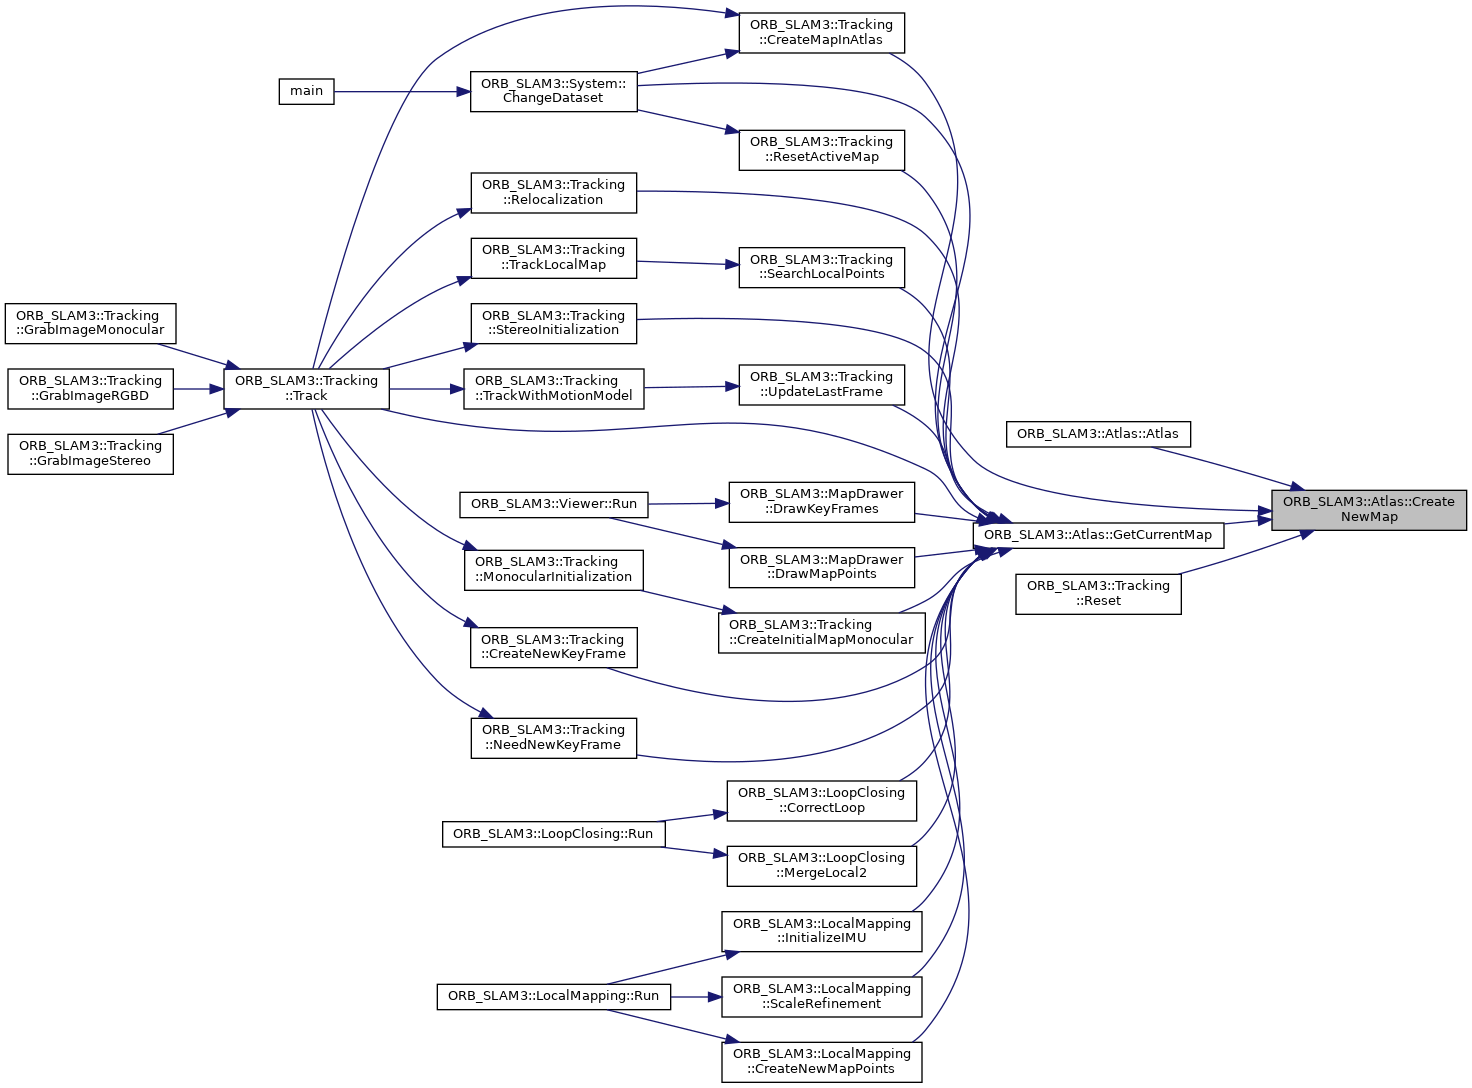 ORB_SLAM3::Tracking
::CreateMapInAtlas
main
ORB_SLAM3::System::
ChangeDataset
ORB_SLAM3::Tracking
::ResetActiveMap
ORB_SLAM3::Tracking
::Relocalization
ORB_SLAM3::Tracking
::TrackLocalMap
ORB_SLAM3::Tracking
::SearchLocalPoints
ORB_SLAM3::Tracking
::GrabImageMonocular
ORB_SLAM3::Tracking
::StereoInitialization
ORB_SLAM3::Tracking
::GrabImageRGBD
ORB_SLAM3::Tracking
::Track
ORB_SLAM3::Tracking
::TrackWithMotionModel
ORB_SLAM3::Tracking
::UpdateLastFrame
ORB_SLAM3::Tracking
::GrabImageStereo
ORB_SLAM3::Atlas::Atlas
ORB_SLAM3::Viewer::Run
ORB_SLAM3::MapDrawer
::DrawKeyFrames
ORB_SLAM3::Atlas::Create
NewMap
ORB_SLAM3::Atlas::GetCurrentMap
ORB_SLAM3::Tracking
::MonocularInitialization
ORB_SLAM3::MapDrawer
::DrawMapPoints
ORB_SLAM3::Tracking
::Reset
ORB_SLAM3::Tracking
::CreateInitialMapMonocular
ORB_SLAM3::Tracking
::CreateNewKeyFrame
ORB_SLAM3::Tracking
::NeedNewKeyFrame
ORB_SLAM3::LoopClosing
::CorrectLoop
ORB_SLAM3::LoopClosing::Run
ORB_SLAM3::LoopClosing
::MergeLocal2
ORB_SLAM3::LocalMapping
::InitializeIMU
ORB_SLAM3::LocalMapping::Run
ORB_SLAM3::LocalMapping
::ScaleRefinement
ORB_SLAM3::LocalMapping
::CreateNewMapPoints